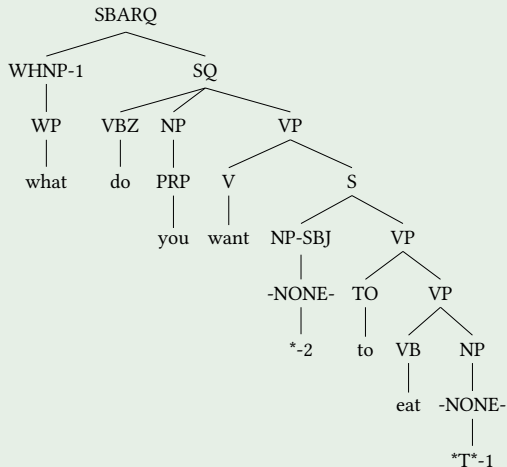 SBARQ
WHNP-1 SQ
WP VBZ NP VP
what do PRP V S
you want NP-SBJ VP
-NONE- TO VP
*-2 to VB NP
eat -NONE-
*T*-1